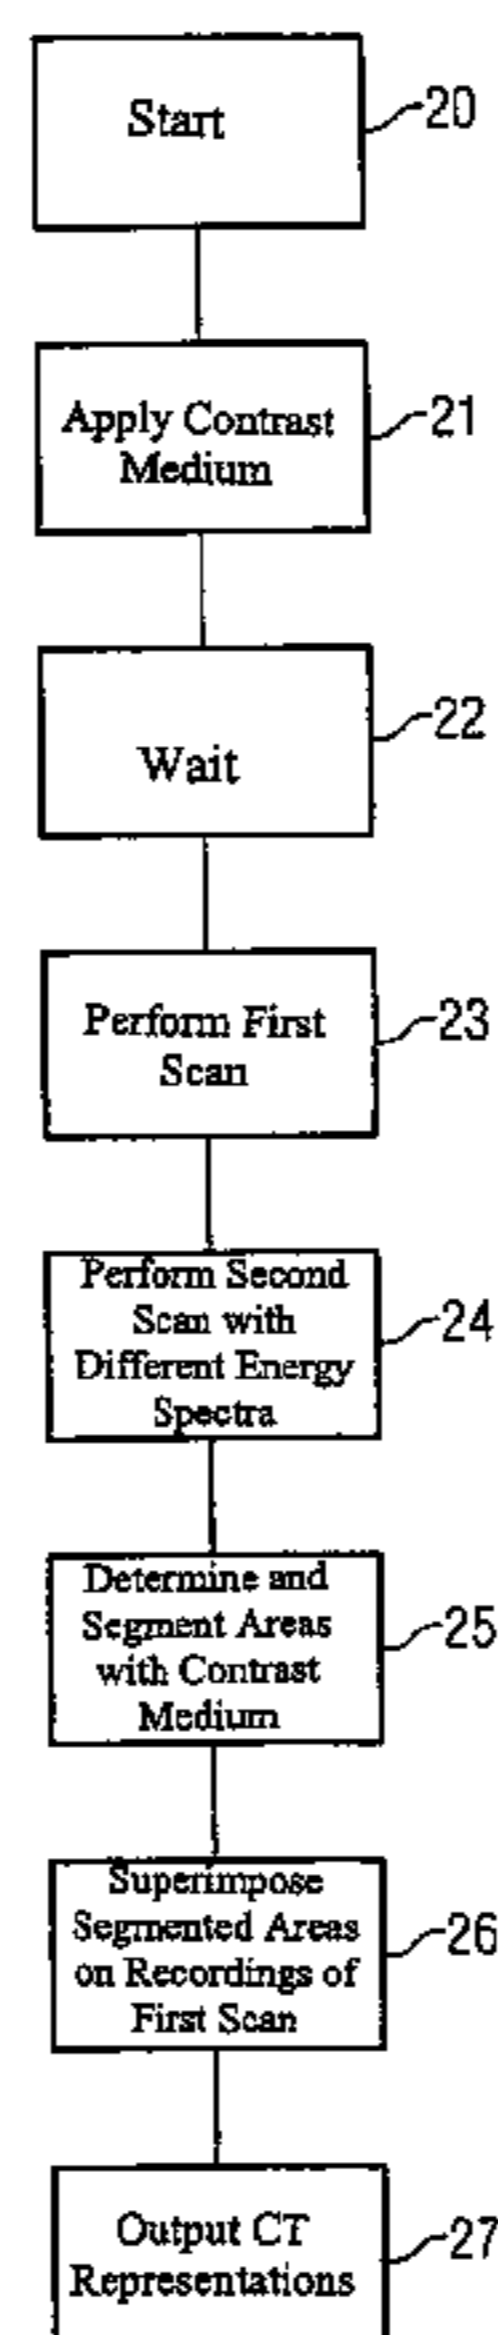 Start
20
Apply Contrast
Medium
21
Wait
22
Perform First
Scan
23
Perform Second
Scan with
Different Energy
Spectra
24
Determine and
Segment Areas
with Contrast
Medium
25
Superimpose
Segmented Areas
on Recordings of
First Scan
26
Output CT
Representations
27